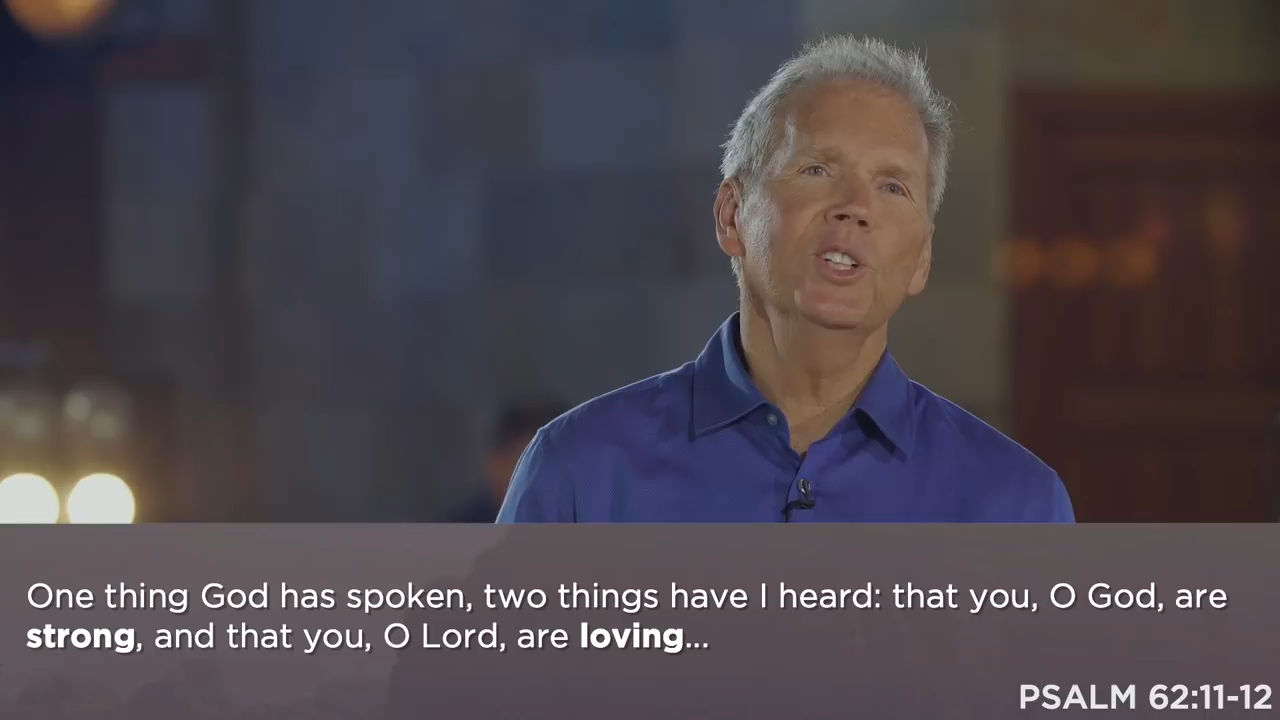 One thing God has spoken, two things have I heard: that you, O God, are
strong, and that you, O Lord, are loving...
PSALM 62:11-12